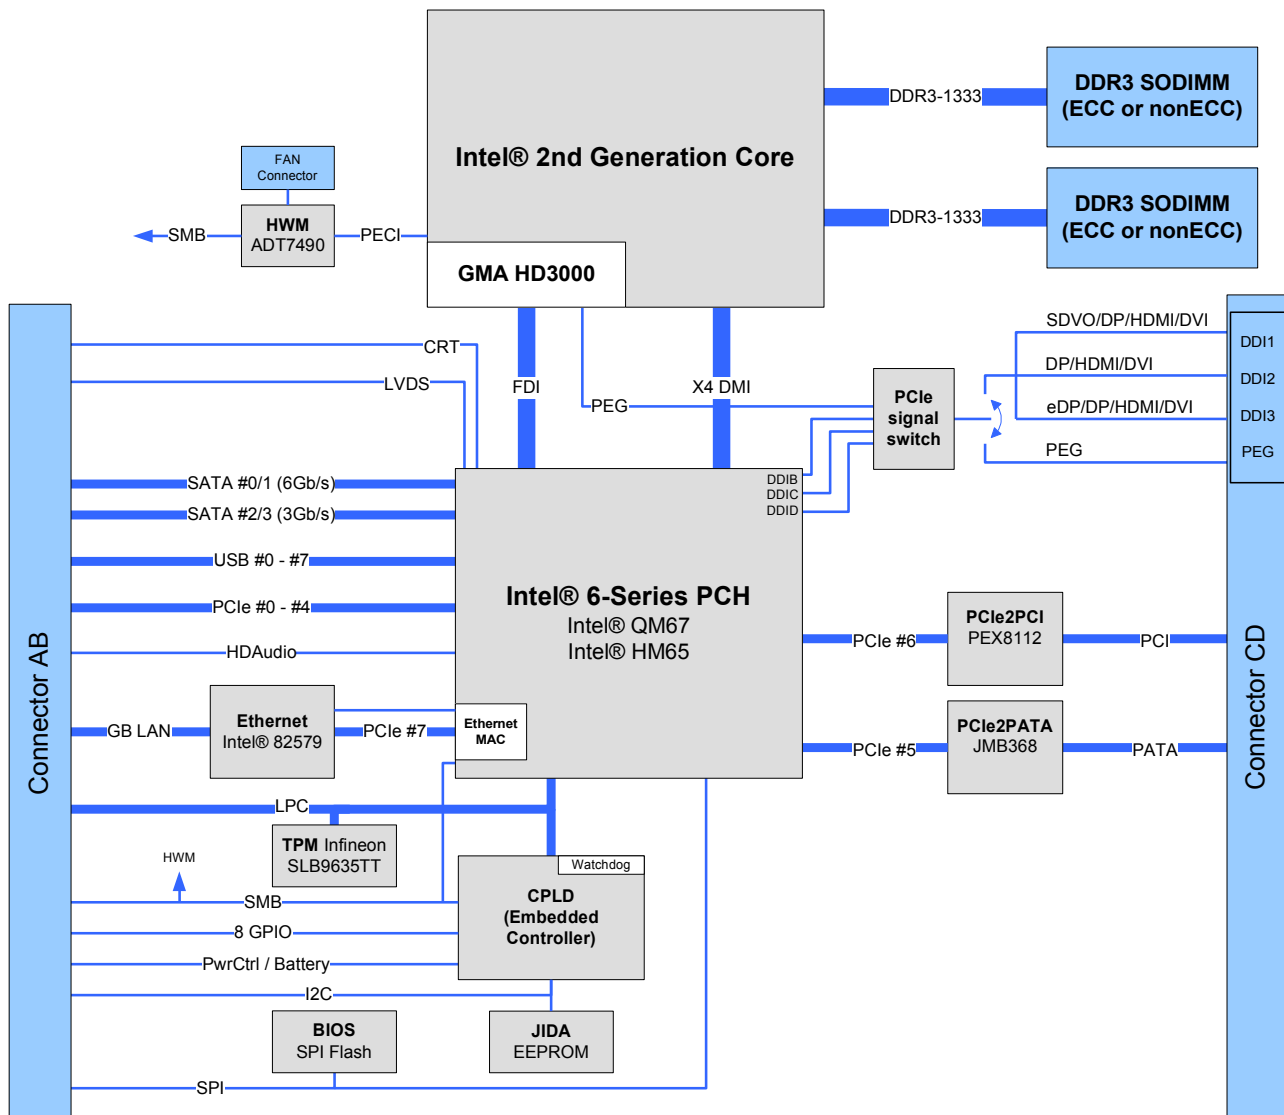 Intel® 2nd Generation Core
GMA HD3000
DDR3-1333
DDR3 SODIMM
(ECC or nonECC)
DDR3-1333
DDR3 SODIMM
(ECC or nonECC)
FAN
Connector
SMB
HWM
ADT7490
PECI
CRT
LVDS
FDI
PEG
X4 DMI
PCIe
signal
switch
SDVO/DP/HDMI/DVI
DP/HDMI/DVI
eDP/DP/HDMI/DVI
PEG
DDI1
DDI2
DDI3
PEG
Connector AB
SATA #0/1 (6Gb/s)
SATA #2/3 (3Gb/s)
USB #0 - #7
PCIe #0 - #4
HDAudio
DDIB
DDIC
DDID
Intel® 6-Series PCH
Intel® QM67
Intel® HM65
PCIe #6
PCIe2PCI
PEX8112
PCI
Connector CD
GB LAN
Ethernet
Intel® 82579
PCIe #7
Ethernet
MAC
PCIe #5
PCIe2PATA
JMB368
PATA
LPC
TPM Infineon
SLB9635TT
HWM
SMB
8 GPIO
PwrCtrl / Battery
I2C
Watchdog
CPLD
(Embedded
Controller)
BIOS
SPI Flash
JIDA
EEPROM
SPI